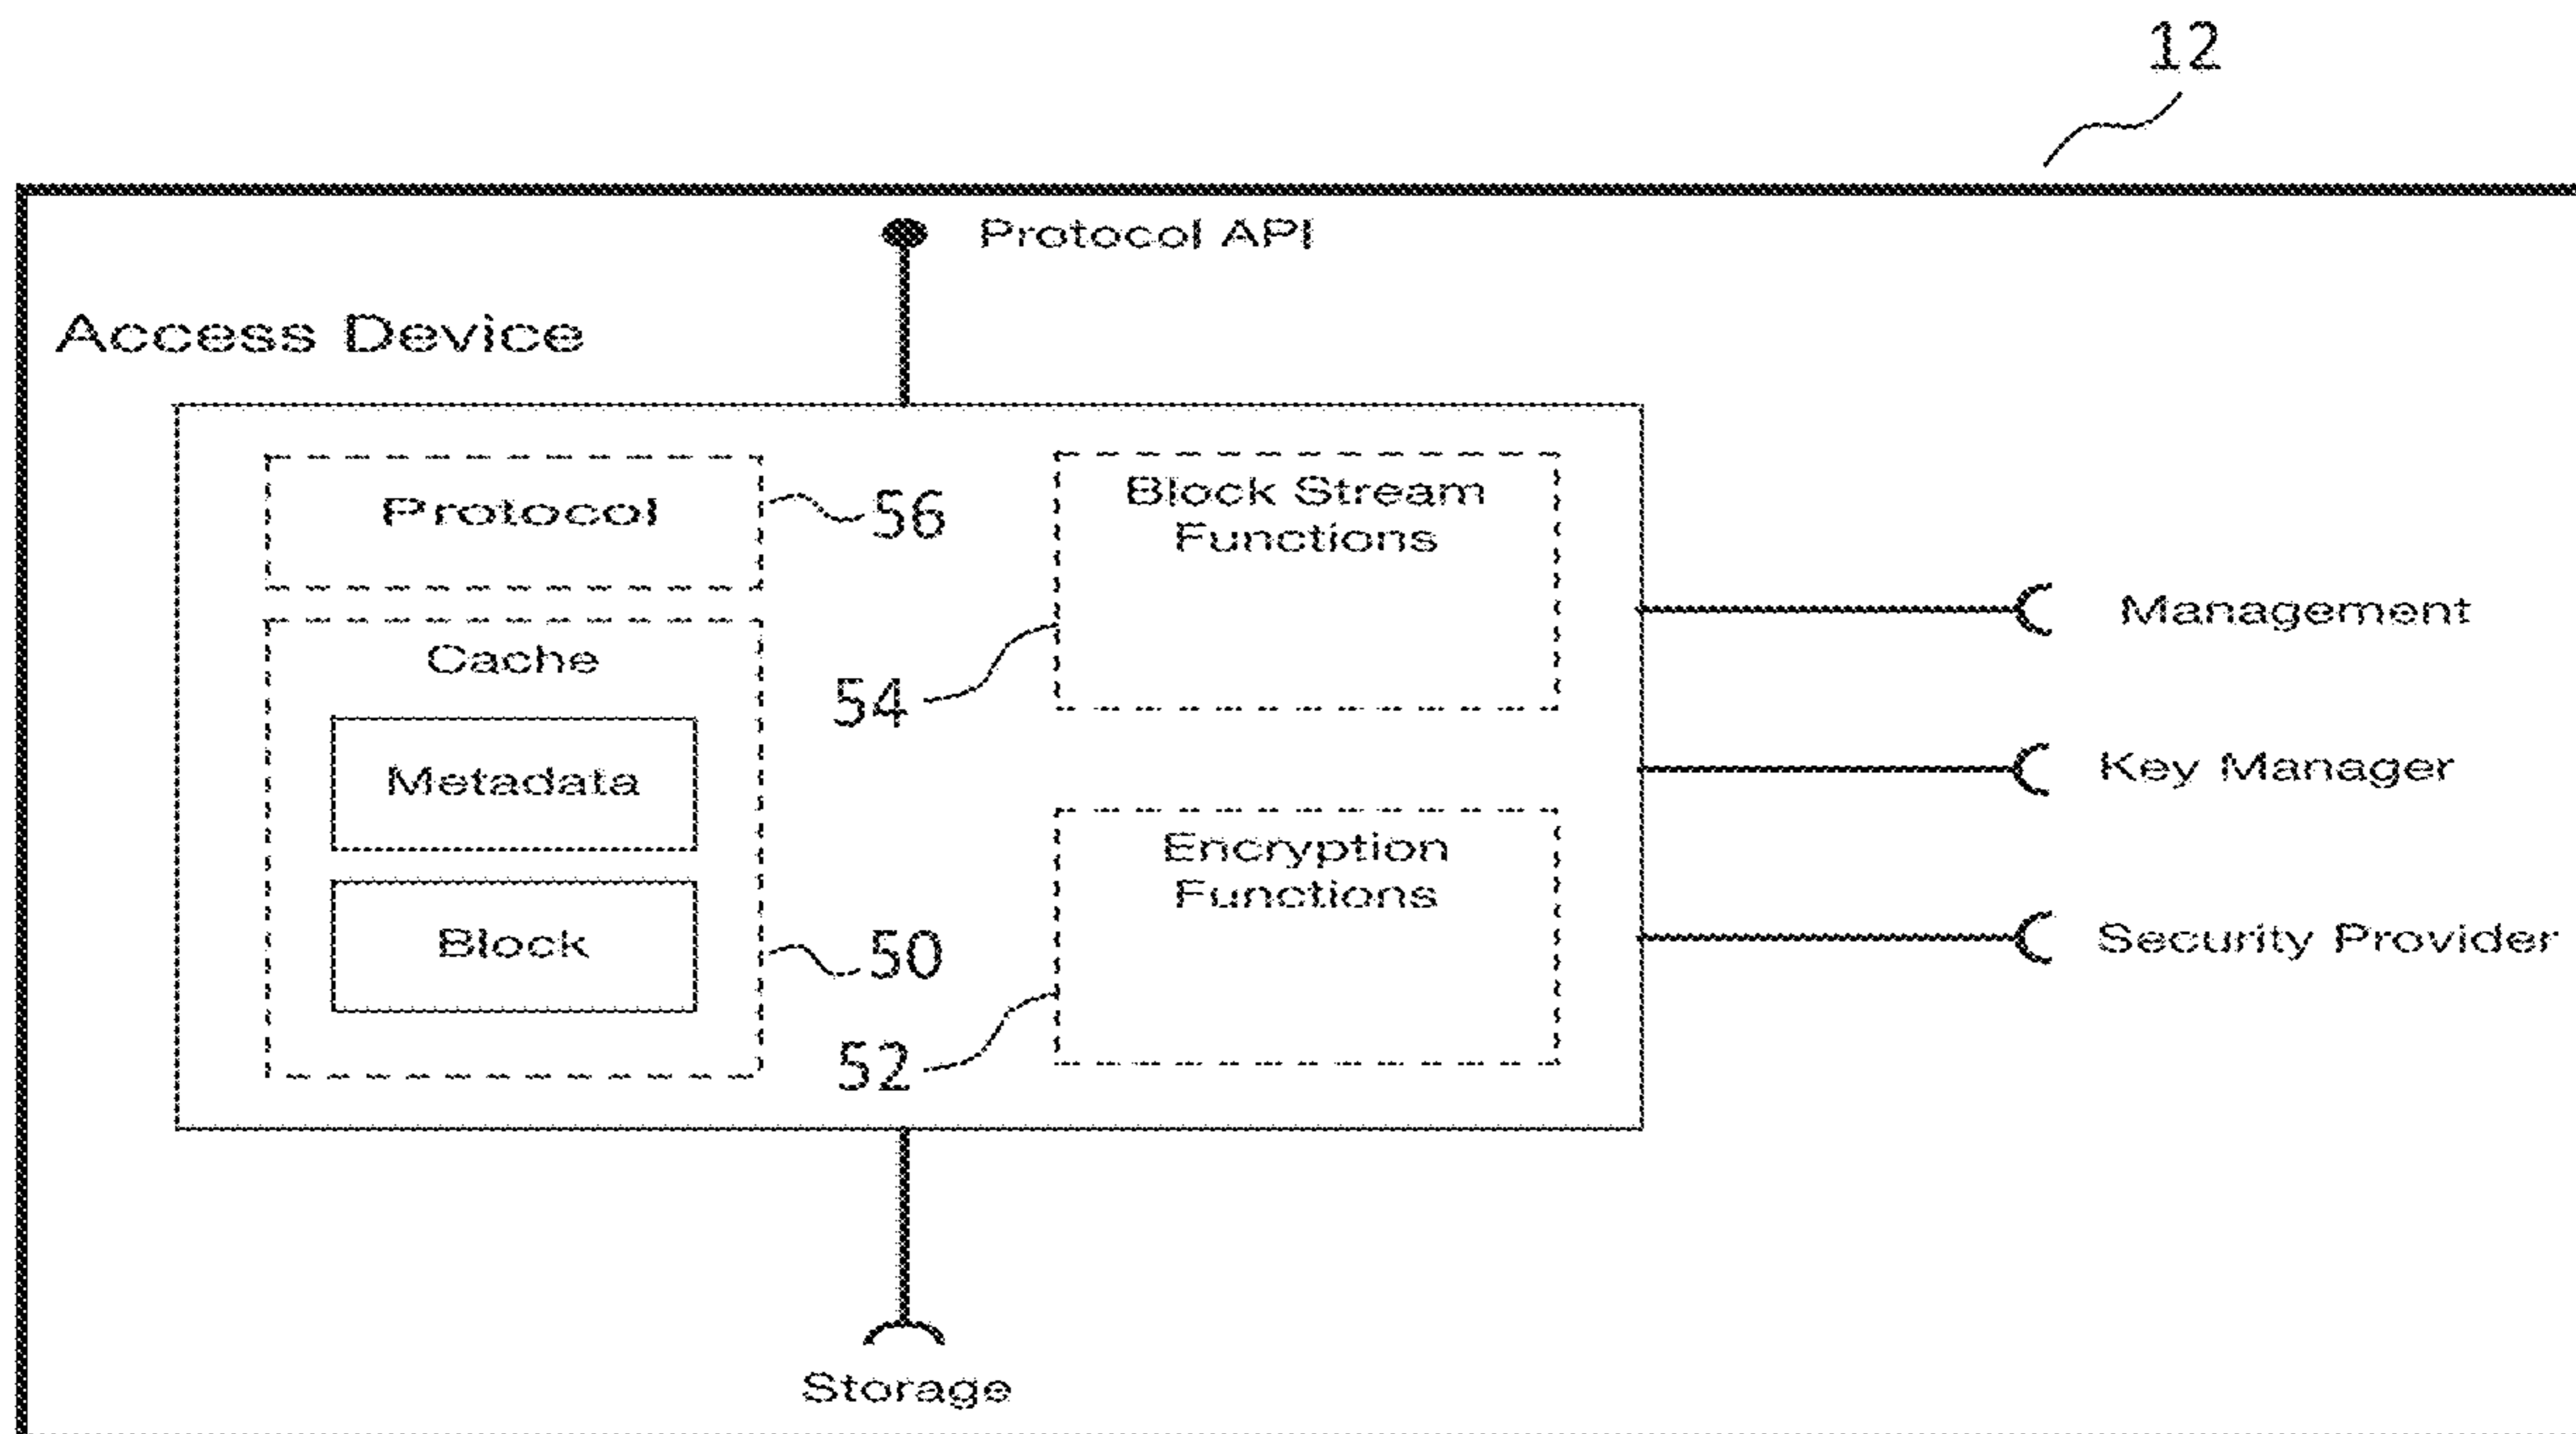 12
Protocol API
Access Device
Protocol
56
Block Stream
Functions
Cache
54
Metadata
Block
50
Encryption
Functions
52
Management
Key Manager
Security Provider
Storage